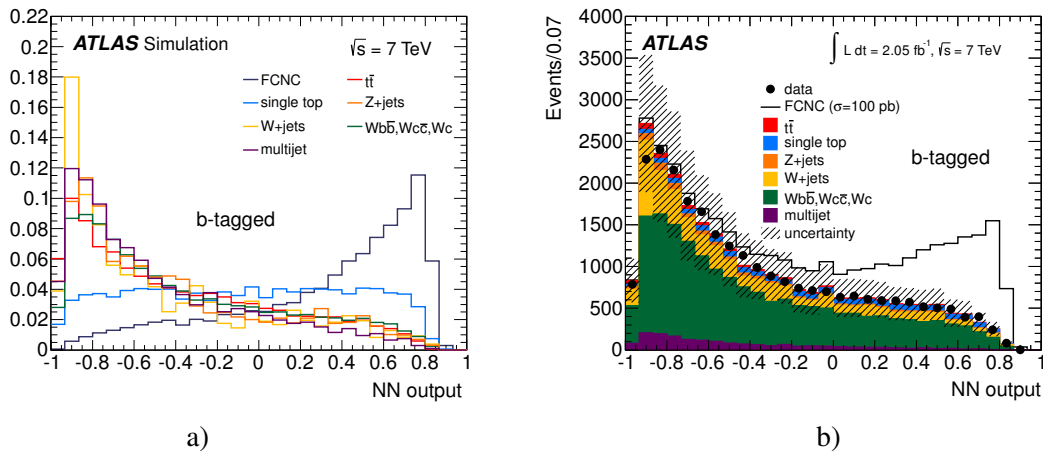 ATLAS Simulation
√s = 7 TeV
FCNC
tt̄
single top
Z+jets
W+jets
Wbb̄,Wcc̄,Wc
multijet
b-tagged
0.22
0.2
0.18
0.16
0.14
0.12
0.1
0.08
0.06
0.04
0.02
0
-1 -0.8 -0.6 -0.4 -0.2 0 0.2 0.4 0.6 0.8 1
NN output
a)
Events/0.07
4000
3500
3000
2500
2000
1500
1000
500
0
ATLAS
∫ L dt = 2.05 fb⁻¹, √s = 7 TeV
data
FCNC (σ=100 pb)
tt̄
single top
Z+jets
W+jets
Wbb̄,Wcc̄,Wc
multijet
uncertainty
b-tagged
-1 -0.8 -0.6 -0.4 -0.2 0 0.2 0.4 0.6 0.8 1
NN output
b)